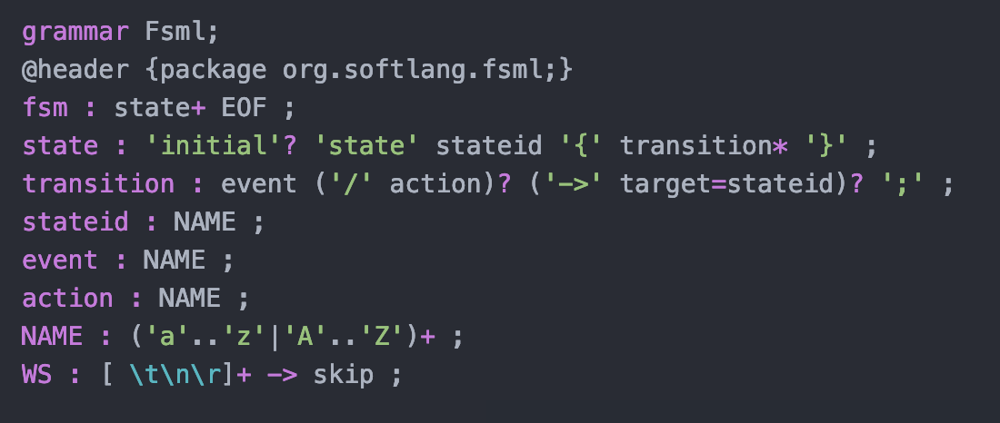 grammar Fsml;
@header {package org.softlang.fsml;}
fsm : state+ EOF ;
state : 'initial'? 'state' stateid '{' transition* '}' ;
transition : event ('/' action)? ('->' target=stateid)? ';' ;
stateid : NAME ;
event : NAME ;
action : NAME ;
NAME : ('a'..'z'|'A'..'Z')+ ;
WS : [ \t\n\r]+ -> skip ;